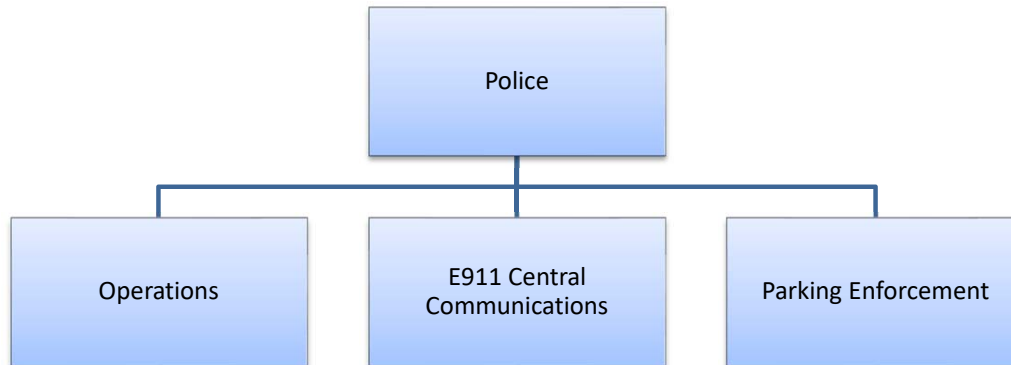 Police
Operations
E911 Central
Communications
Parking Enforcement